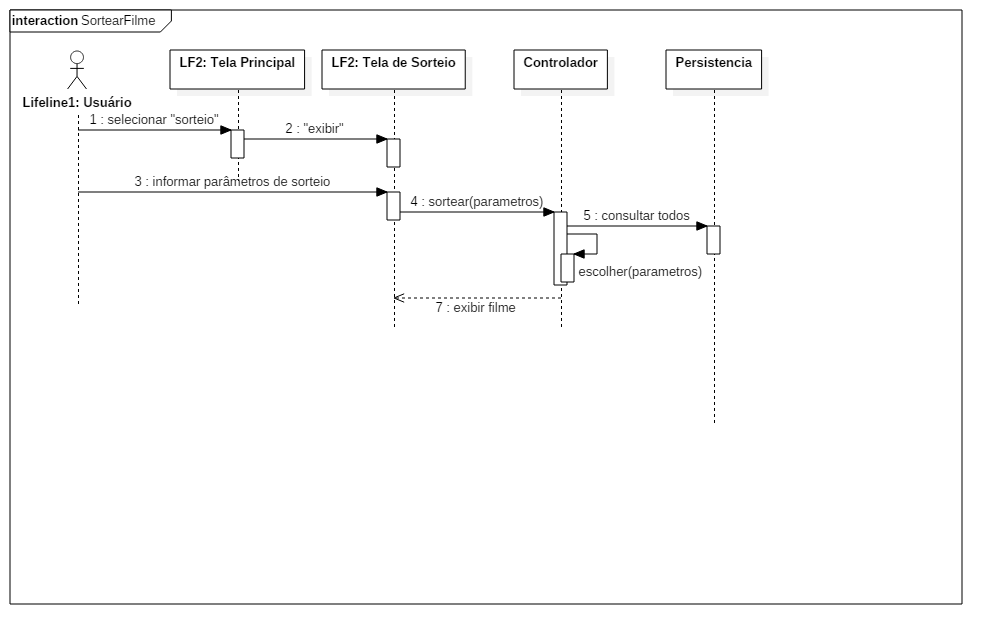 interaction SortearFilme
LF2: Tela Principal
LF2: Tela de Sorteio
Controlador
Persistencia
Lifeline1: Usuário
1 : selecionar "sorteio"
2 : "exibir"
3 : informar parâmetros de sorteio
4 : sortear(parametros)
5 : consultar todos
escolher(parametros)
7 : exibir filme